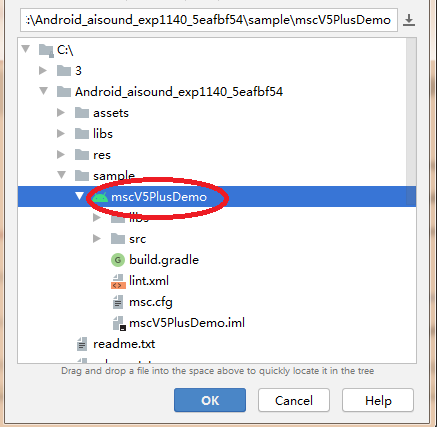 :\Android_aisound_exp1140_5eafbf54\sample\mscV5PlusDemo
C:\
3
Android_aisound_exp1140_5eafbf54
assets
libs
res
sample
mscV5PlusDemo
libs
src
build.gradle
lint.xml
msc.cfg
mscV5PlusDemo.iml
readme.txt
Drag and drop a file into the space above to quickly locate it in the tree
OK
Cancel
Help